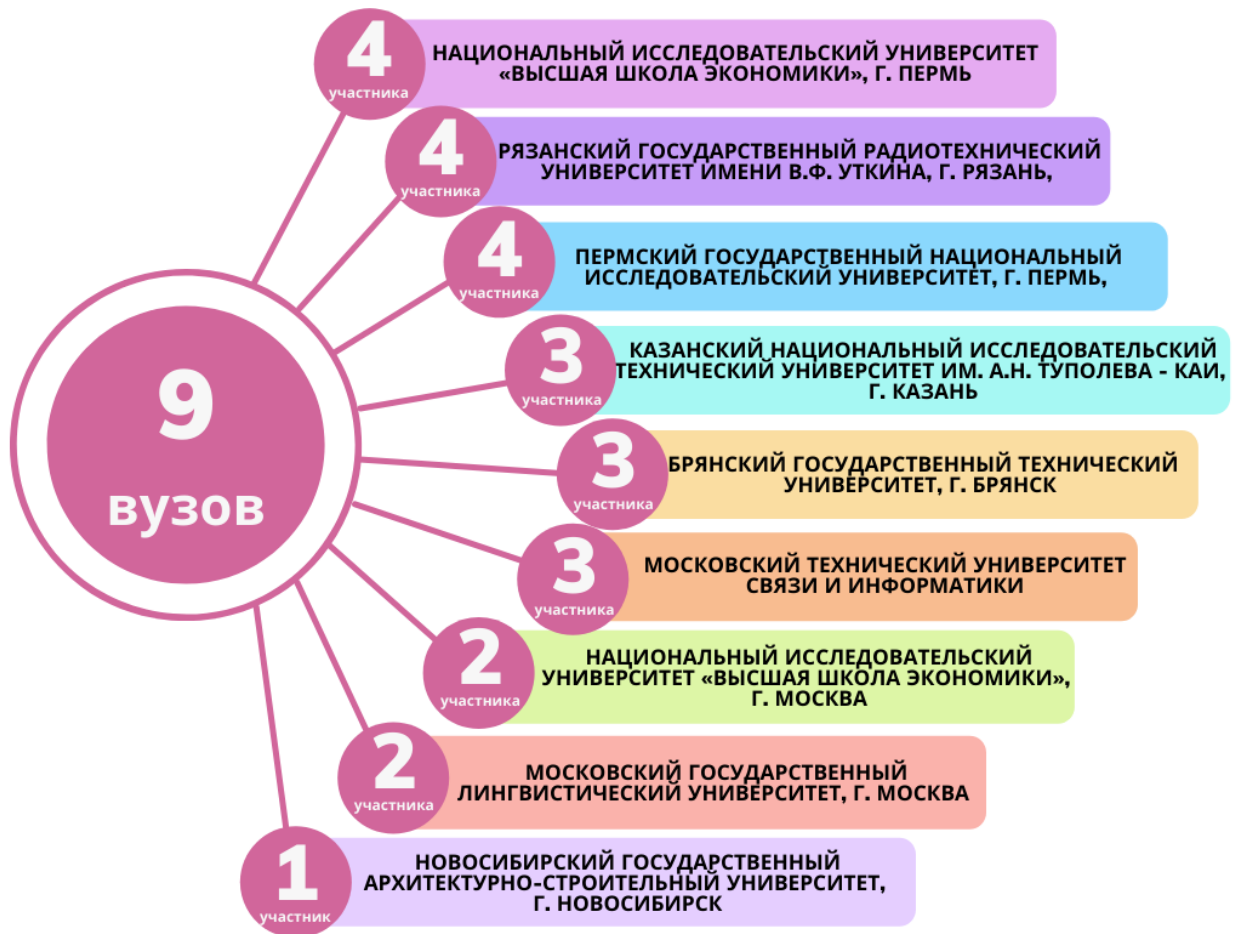 4
участника
НАЦИОНАЛЬНЫЙ ИССЛЕДОВАТЕЛЬСКИЙ УНИВЕРСИТЕТ
«ВЫСШАЯ ШКОЛА ЭКОНОМИКИ», Г. ПЕРМЬ
4
участника
РЯЗАНСКИЙ ГОСУДАРСТВЕННЫЙ РАДИОТЕХНИЧЕСКИЙ
УНИВЕРСИТЕТ ИМЕНИ В.Ф. УТКИНА, Г. РЯЗАНЬ,
4
участника
ПЕРМСКИЙ ГОСУДАРСТВЕННЫЙ НАЦИОНАЛЬНЫЙ
ИССЛЕДОВАТЕЛЬСКИЙ УНИВЕРСИТЕТ, Г. ПЕРМЬ,
9
вузов
3
участника
КАЗАНСКИЙ НАЦИОНАЛЬНЫЙ ИССЛЕДОВАТЕЛЬСКИЙ
ТЕХНИЧЕСКИЙ УНИВЕРСИТЕТ ИМ. А.Н. ТУПОЛЕВА - КАИ,
Г. КАЗАНЬ
3
участника
БРЯНСКИЙ ГОСУДАРСТВЕННЫЙ ТЕХНИЧЕСКИЙ
УНИВЕРСИТЕТ, Г. БРЯНСК
3
участника
МОСКОВСКИЙ ТЕХНИЧЕСКИЙ УНИВЕРСИТЕТ
СВЯЗИ И ИНФОРМАТИКИ
2
участника
НАЦИОНАЛЬНЫЙ ИССЛЕДОВАТЕЛЬСКИЙ
УНИВЕРСИТЕТ «ВЫСШАЯ ШКОЛА ЭКОНОМИКИ»,
Г. МОСКВА
2
участника
МОСКОВСКИЙ ГОСУДАРСТВЕННЫЙ
ЛИНГВИСТИЧЕСКИЙ УНИВЕРСИТЕТ, Г. МОСКВА
1
участник
НОВОСИБИРСКИЙ ГОСУДАРСТВЕННЫЙ
АРХИТЕКТУРНО-СТРОИТЕЛЬНЫЙ УНИВЕРСИТЕТ,
Г. НОВОСИБИРСК